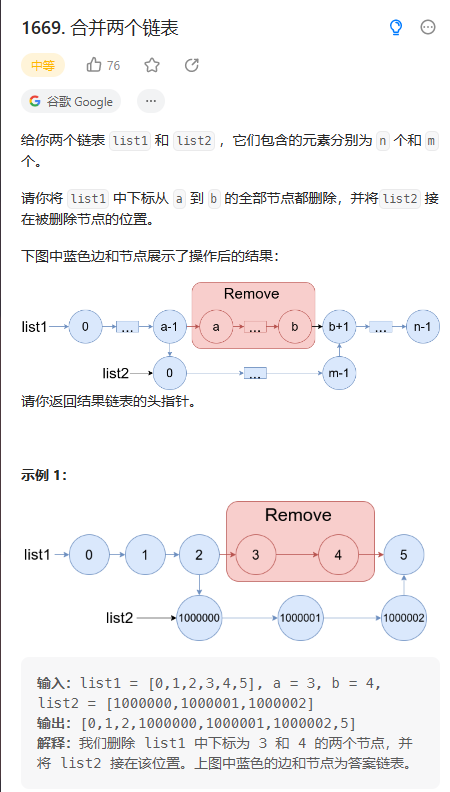 1669. 合并两个链表
中等 76
谷歌 Google ...
给你两个链表 list1 和 list2 ，它们包含的元素分别为 n 个和 m
个。
请你将 list1 中下标从 a 到 b 的全部节点都删除，并将list2 接
在被删除节点的位置。
下图中蓝色边和节点展示了操作后的结果：
Remove
list1 0 ... a-1 a ... b b+1 ... n-1
list2 0 ... m-1
请你返回结果链表的头指针。
示例 1：
Remove
list1 0 1 2 3 4 5
list2 1000000 1000001 1000002
输入：list1 = [0,1,2,3,4,5], a = 3, b = 4,
list2 = [1000000,1000001,1000002]
输出：[0,1,2,1000000,1000001,1000002,5]
解释：我们删除 list1 中下标为 3 和 4 的两个节点，并
将 list2 接在该位置。上图中蓝色的边和节点为答案链表。